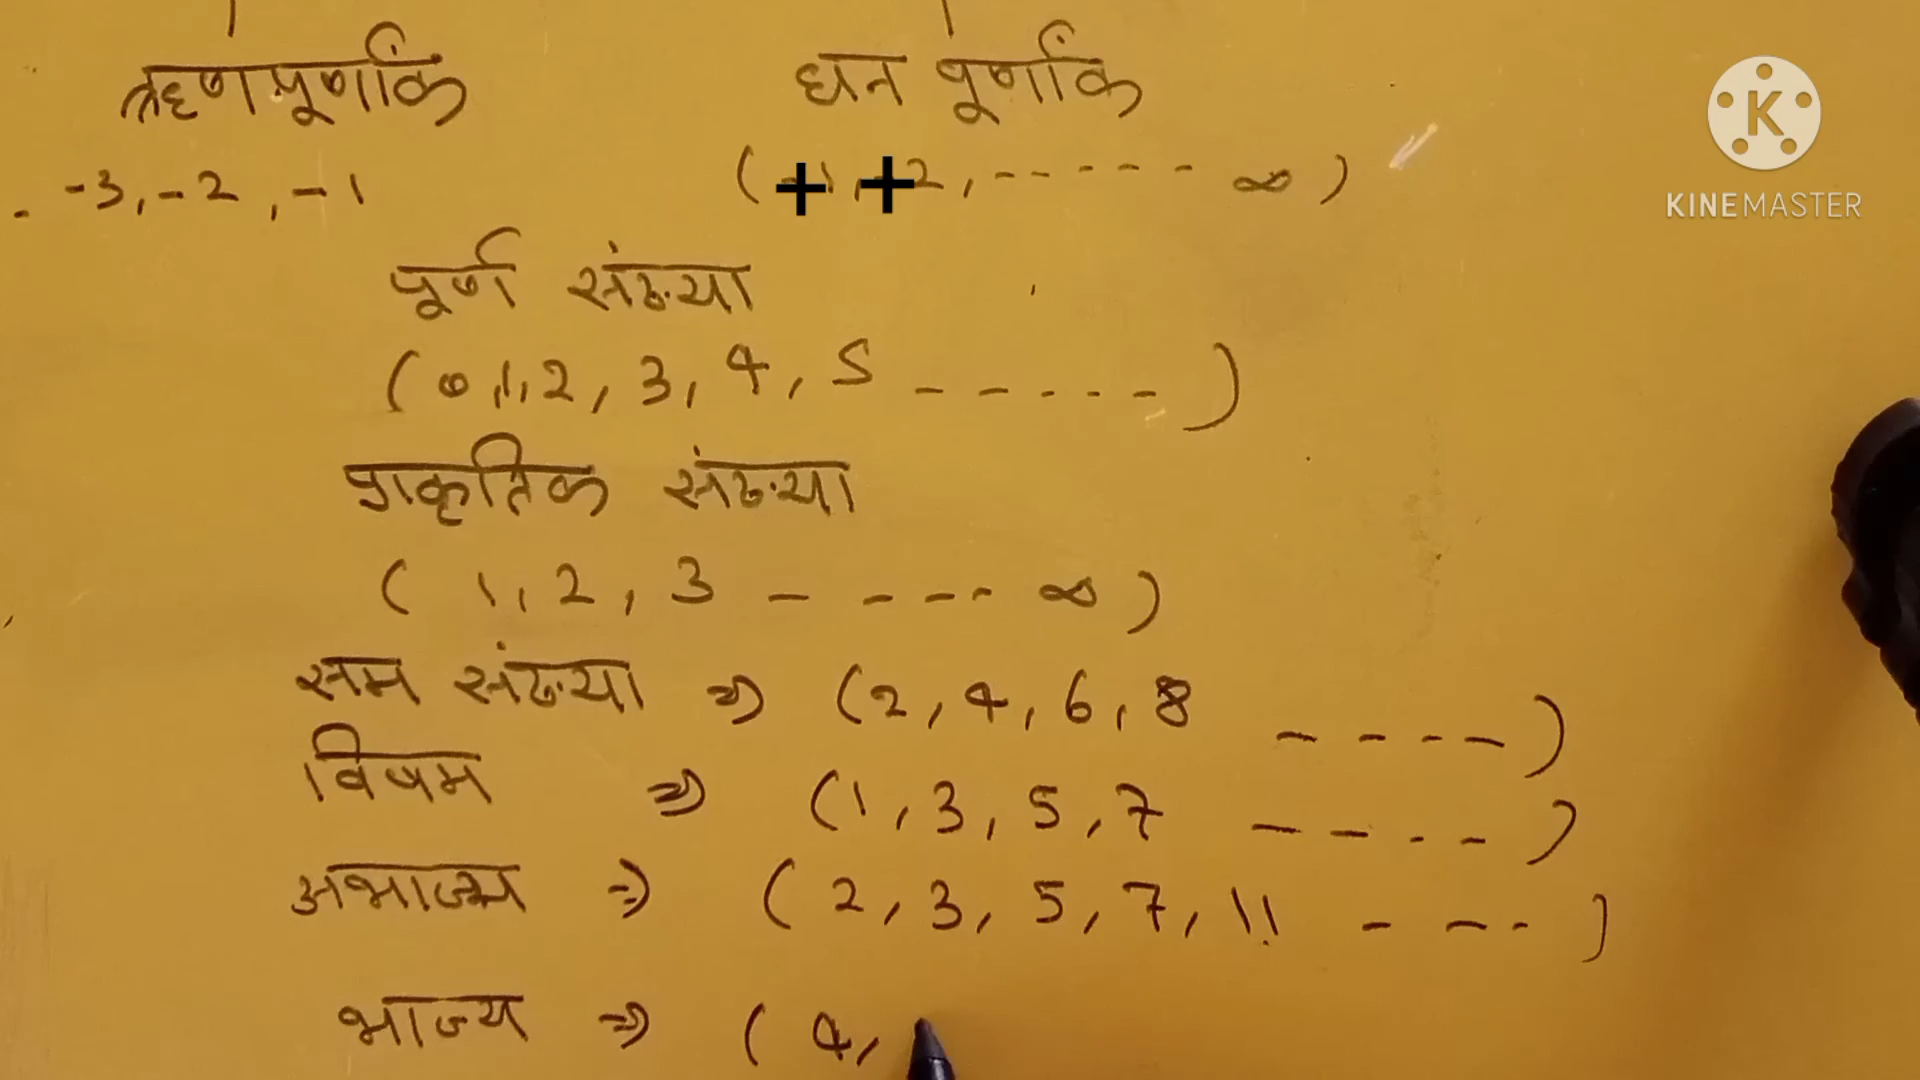 ऋण पूर्णांक धन पूर्णांक
-3, -2, -1 (+1, +2, ----- ∞)
K
KINEMASTER
पूर्ण संख्या
(0,1,2, 3, 4, 5 -----)
प्राकृतिक संख्या
( 1, 2, 3 ----- ∞ )
सम संख्या ⇒ (2, 4, 6, 8 ----)
विषम ⇒ (1, 3, 5, 7 ----)
अभाज्य ⇒ ( 2, 3, 5, 7, 11 ----)
भाज्य ⇒ ( 4,